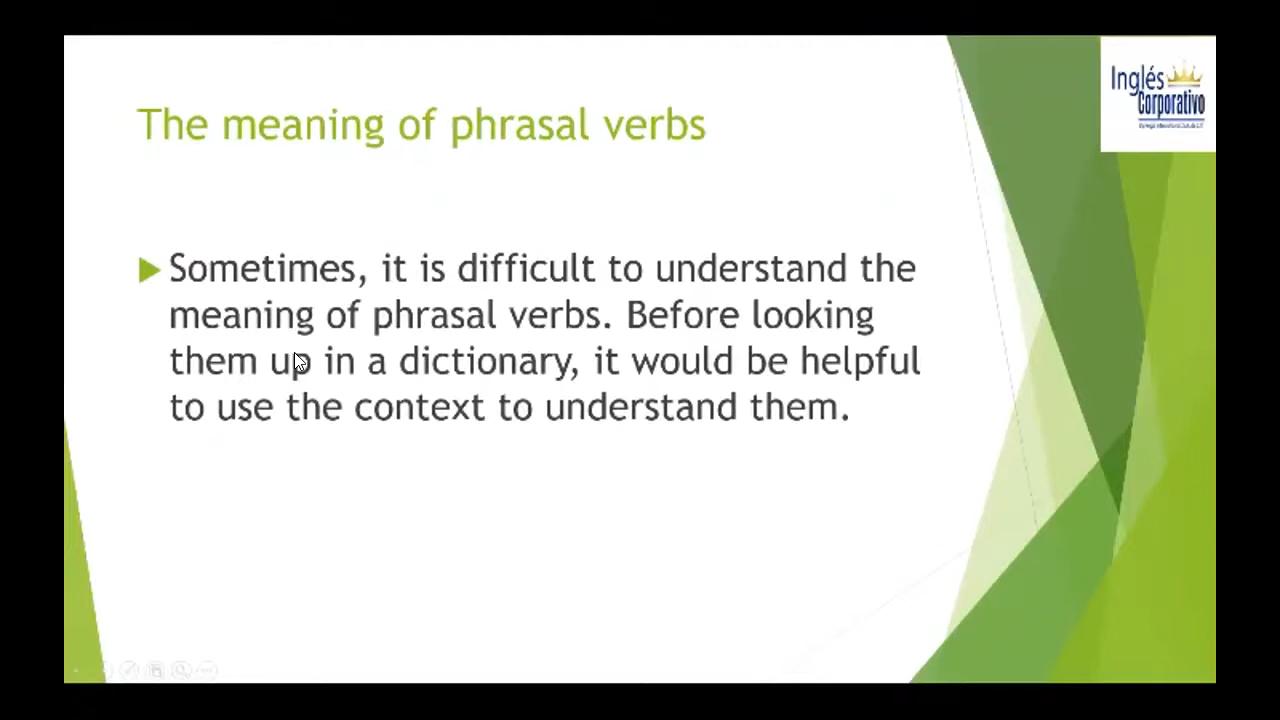 Inglés
Corporativo
The meaning of phrasal verbs
Sometimes, it is difficult to understand the
meaning of phrasal verbs. Before looking
them up in a dictionary, it would be helpful
to use the context to understand them.